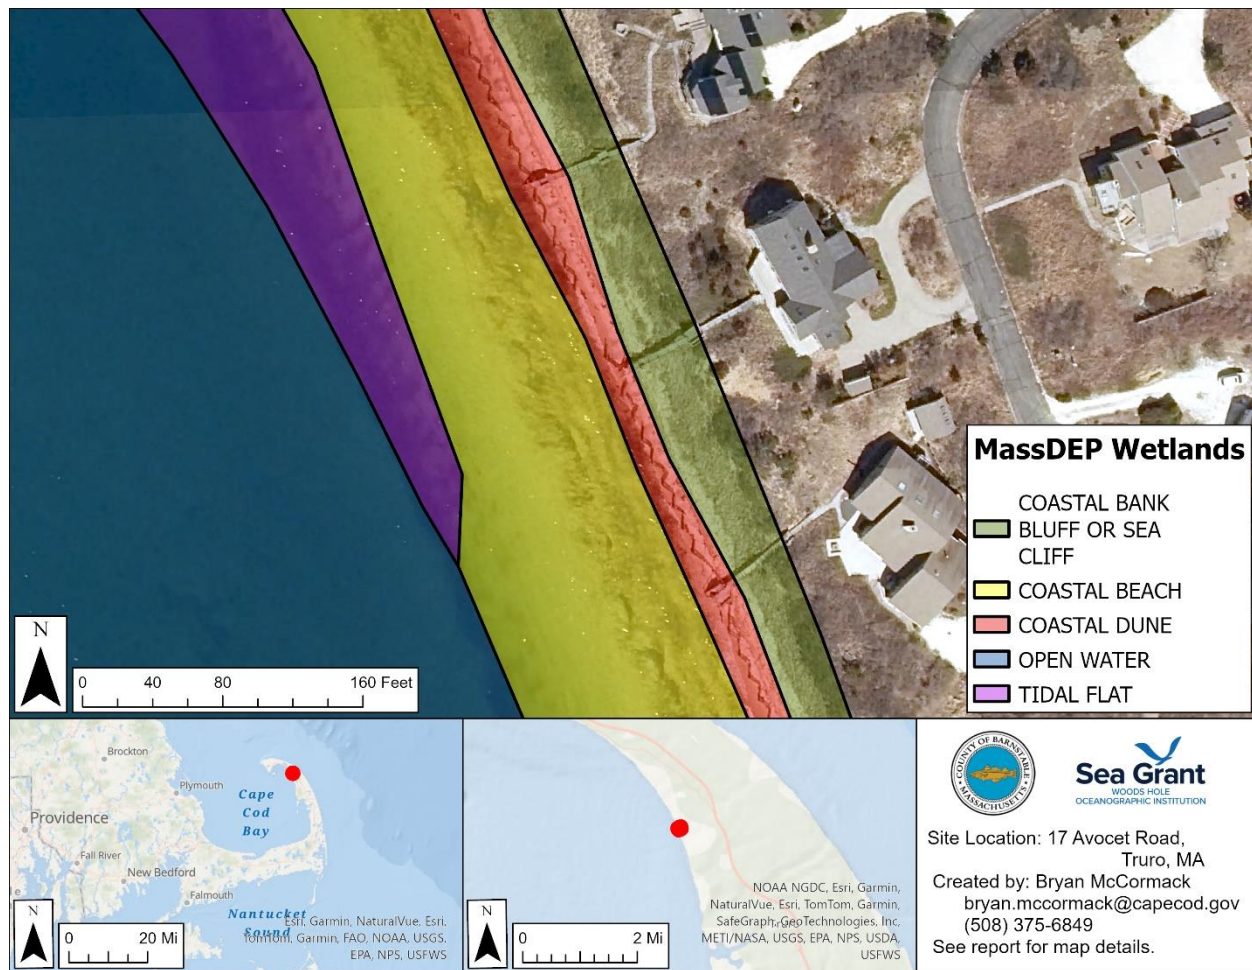 MassDEP Wetlands
COASTAL BANK
BLUFF OR SEA
CLIFF
COASTAL BEACH
COASTAL DUNE
OPEN WATER
TIDAL FLAT
N
0 40 80 160 Feet
Brockton
Plymouth
Cape
Cod
Bay
Providence
Fall River
New Bedford
Falmouth
Nantucket
Sound
Esri, Garmin, NaturalVue, Esri,
TomTom, Garmin, FAO, NOAA, USGS,
EPA, NPS, USFWS
N
0 20 Mi
NOAA NGDC, Esri, Garmin,
NaturalVue, Esri, TomTom, Garmin,
SafeGraph, GeoTechnologies, Inc,
METI/NASA, USGS, EPA, NPS, USDA,
USFWS
N
0 2 Mi
COUNTY OF BARNSTABLE
MASSACHUSETTS
Sea Grant
WOODS HOLE
OCEANOGRAPHIC INSTITUTION
Site Location: 17 Avocet Road,
Truro, MA
Created by: Bryan McCormack
bryan.mccormack@capecod.gov
(508) 375-6849
See report for map details.